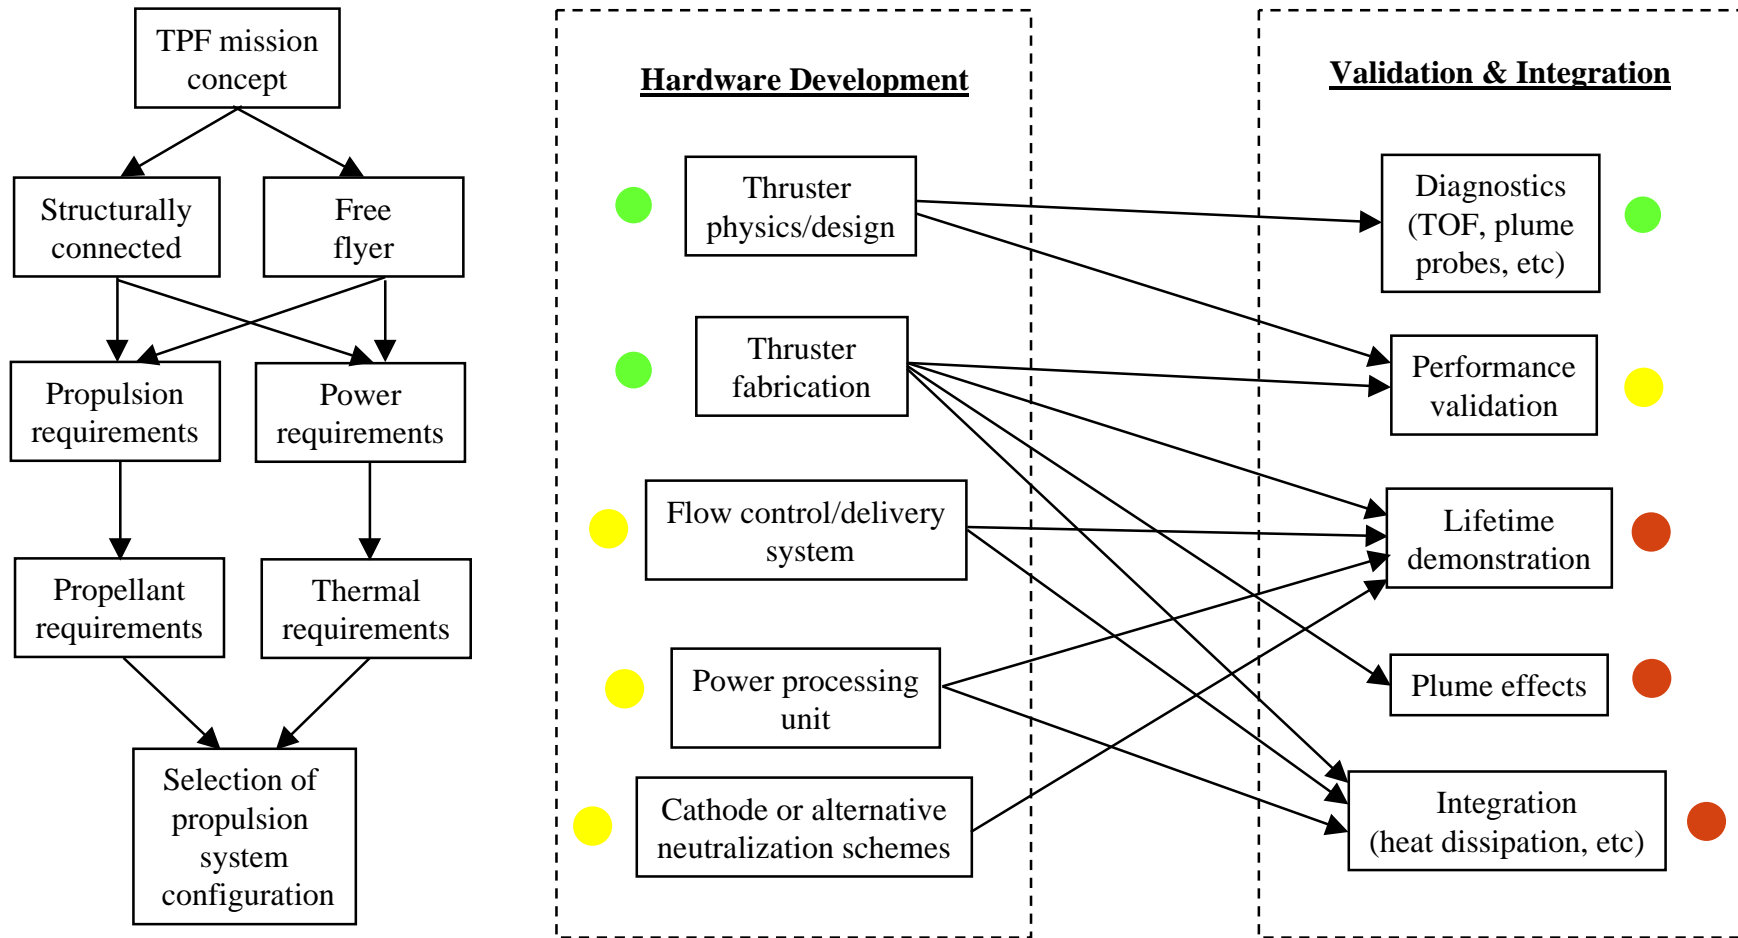 TPF mission
concept
Structurally
connected
Free
flyer
Propulsion
requirements
Power
requirements
Propellant
requirements
Thermal
requirements
Selection of
propulsion
system
configuration
Hardware Development
Thruster
physics/design
Thruster
fabrication
Flow control/delivery
system
Power processing
unit
Cathode or alternative
neutralization schemes
Validation & Integration
Diagnostics
(TOF, plume
probes, etc)
Performance
validation
Lifetime
demonstration
Plume effects
Integration
(heat dissipation, etc)